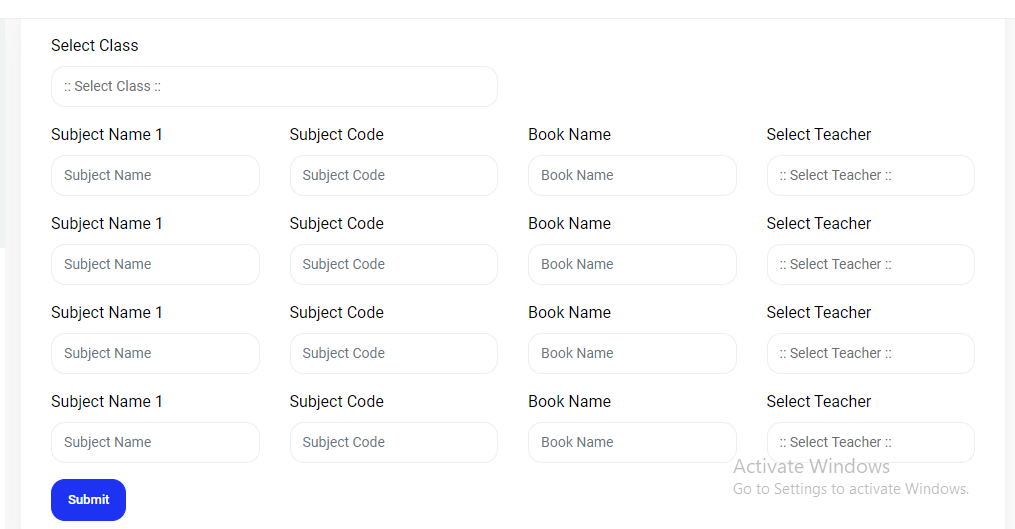 Select Class
:: Select Class ::
Subject Name 1 Subject Code Book Name Select Teacher
Subject Name Subject Code Book Name :: Select Teacher ::
Subject Name 1 Subject Code Book Name Select Teacher
Subject Name Subject Code Book Name :: Select Teacher ::
Subject Name 1 Subject Code Book Name Select Teacher
Subject Name Subject Code Book Name :: Select Teacher ::
Subject Name 1 Subject Code Book Name Select Teacher
Subject Name Subject Code Book Name :: Select Teacher ::
Activate Windows
Go to Settings to activate Windows.
Submit